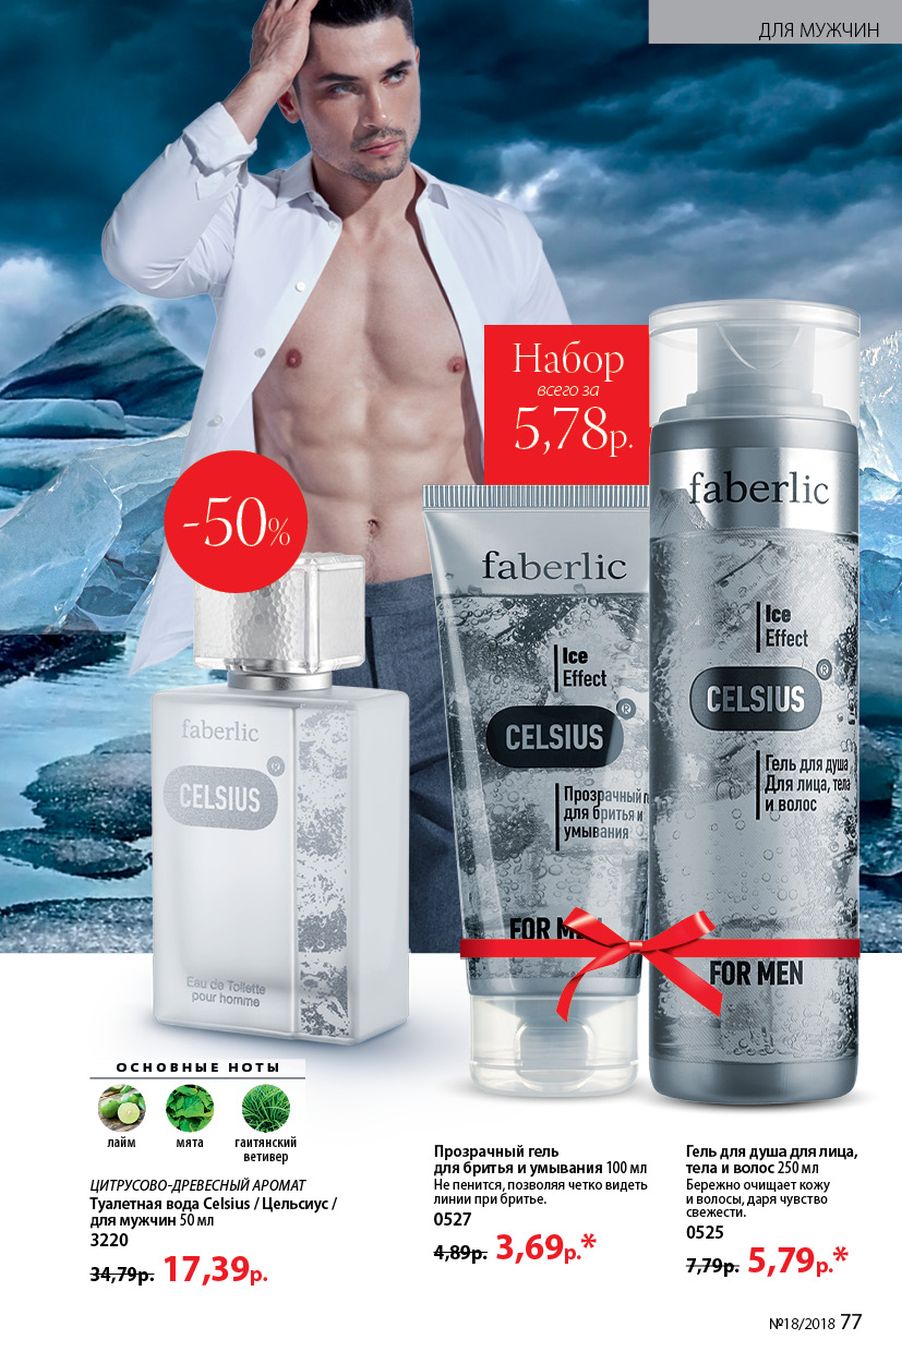 ДЛЯ МУЖЧИН
Набор
всего за
5,78р.
-50%
faberlic
CELSIUS®
Eau de Toilette
pour homme
faberlic
Ice
Effect
CELSIUS®
Прозрачный
для бритья и
умывания
FOR MEN
faberlic
Ice
Effect
CELSIUS®
Гель для душа
Для лица, тела
и волос
FOR MEN
ОСНОВНЫЕ НОТЫ
лайм
мята
гаитянский
ветивер
ЦИТРУСОВО-ДРЕВЕСНЫЙ АРОМАТ
Туалетная вода Celsius / Цельсиус /
для мужчин 50 мл
3220
34,79р. 17,39р.
Прозрачный гель
для бритья и умывания 100 мл
Не пенится, позволяя четко видеть
линии при бритье.
0527
4,89р. 3,69р.*
Гель для душа для лица,
тела и волос 250 мл
Бережно очищает кожу
и волосы, даря чувство
свежести.
0525
7,79р. 5,79р.*
№18/2018 77